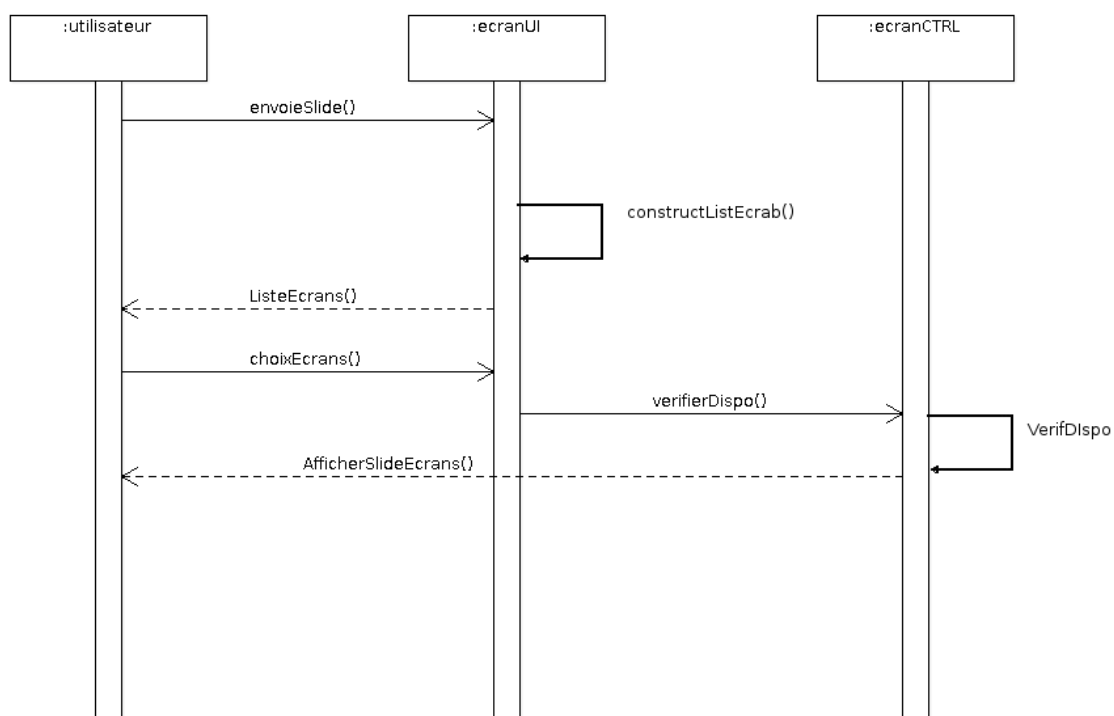 :utilisateur
:ecranUI
:ecranCTRL
envoieSlide()
constructListEcrab()
ListeEcrans()
choixEcrans()
verifierDispo()
VerifDIspo
AfficherSlideEcrans()